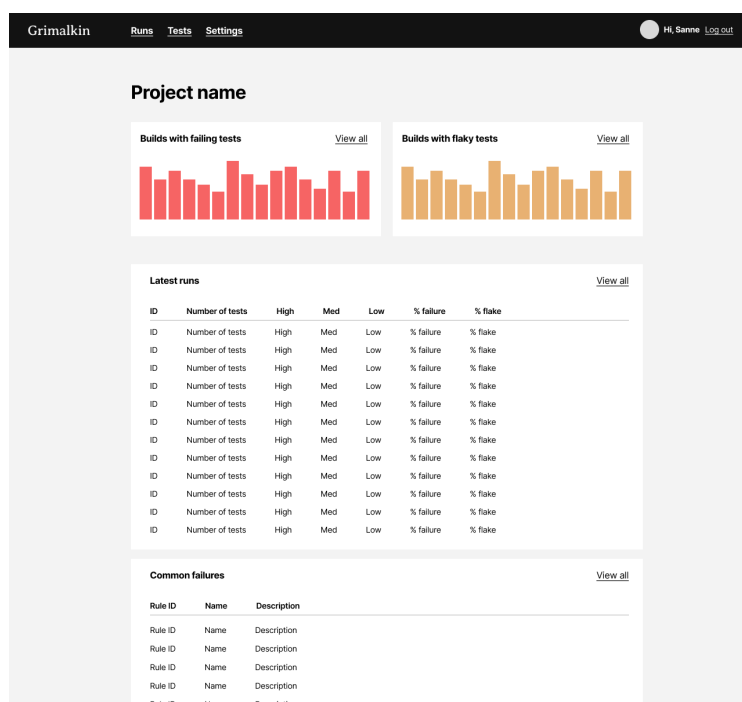 Grimalkin Runs Tests Settings Hi, Sanne Log out
Project name
Builds with failing tests View all Builds with flaky tests View all
Latest runs View all
ID Number of tests High Med Low % failure % flake
ID Number of tests High Med Low % failure % flake
ID Number of tests High Med Low % failure % flake
ID Number of tests High Med Low % failure % flake
ID Number of tests High Med Low % failure % flake
ID Number of tests High Med Low % failure % flake
ID Number of tests High Med Low % failure % flake
ID Number of tests High Med Low % failure % flake
ID Number of tests High Med Low % failure % flake
ID Number of tests High Med Low % failure % flake
ID Number of tests High Med Low % failure % flake
ID Number of tests High Med Low % failure % flake
ID Number of tests High Med Low % failure % flake
Common failures View all
Rule ID Name Description
Rule ID Name Description
Rule ID Name Description
Rule ID Name Description
Rule ID Name Description